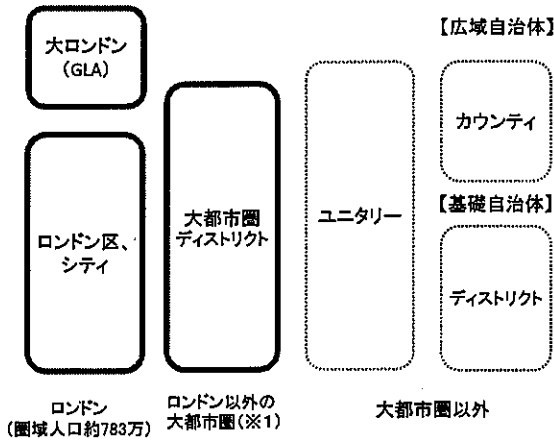 大ロンドン
(GLA)
ロンドン区、
シティ
ロンドン
(圏域人口約783万)
大都市圏
ディストリクト
ロンドン以外の
大都市圏(※1)
ユニタリー
【広域自治体】
カウンティ
【基礎自治体】
ディストリクト
大都市圏以外